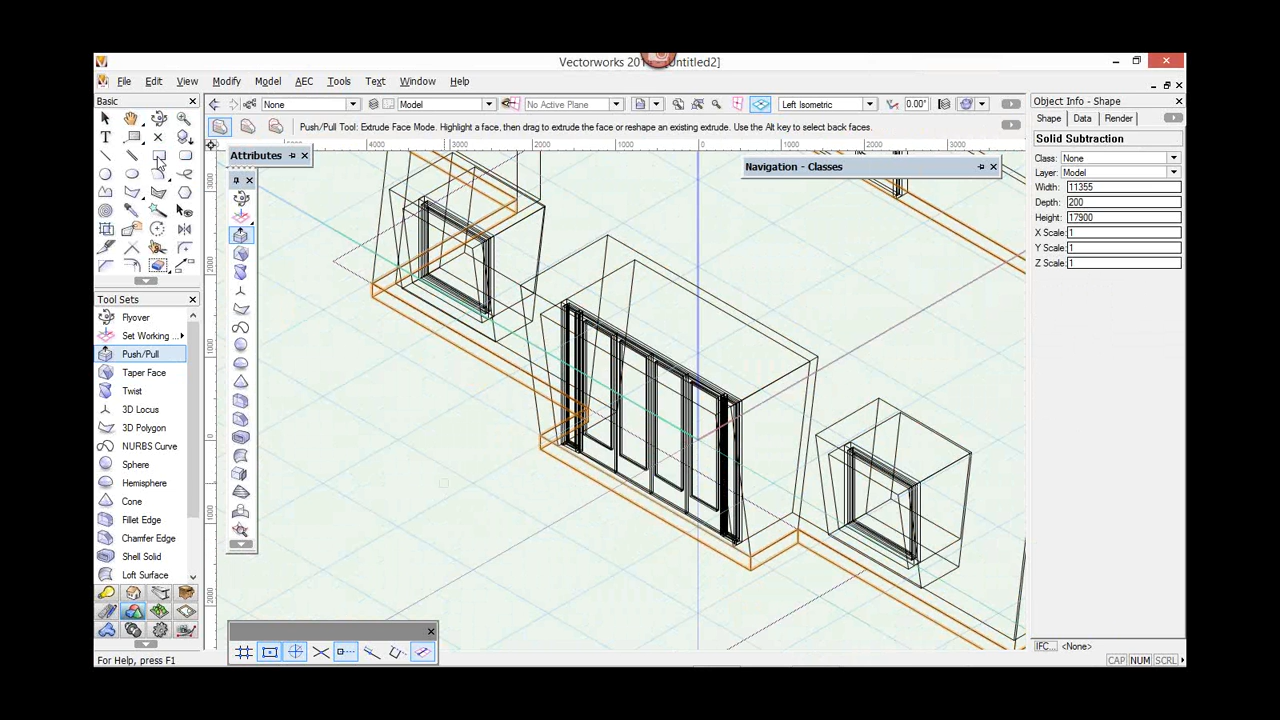 Vectorworks 201 [Untitled2]
File Edit View Modify Model AEC Tools Text Window Help
Basic
None Model No Active Plane Left Isometric 0.00°
Push/Pull Tool: Extrude Face Mode. Highlight a face, then drag to extrude the face or reshape an existing extrude. Use the Alt key to select back faces.
4000 3000 2000 1000 0 1000 2000 3000
Attributes
Navigation - Classes
3000
2000
1000
0
1000
2000
Tool Sets
Flyover
Set Working ...
Push/Pull
Taper Face
Twist
3D Locus
3D Polygon
NURBS Curve
Sphere
Hemisphere
Cone
Fillet Edge
Chamfer Edge
Shell Solid
Loft Surface
For Help, press F1
Object Info - Shape
Shape Data Render
Solid Subtraction
Class: None
Layer: Model
Width: 11355
Depth: 200
Height: 17900
X Scale: 1
Y Scale: 1
Z Scale: 1
IFC... <None>
CAP NUM SCRL